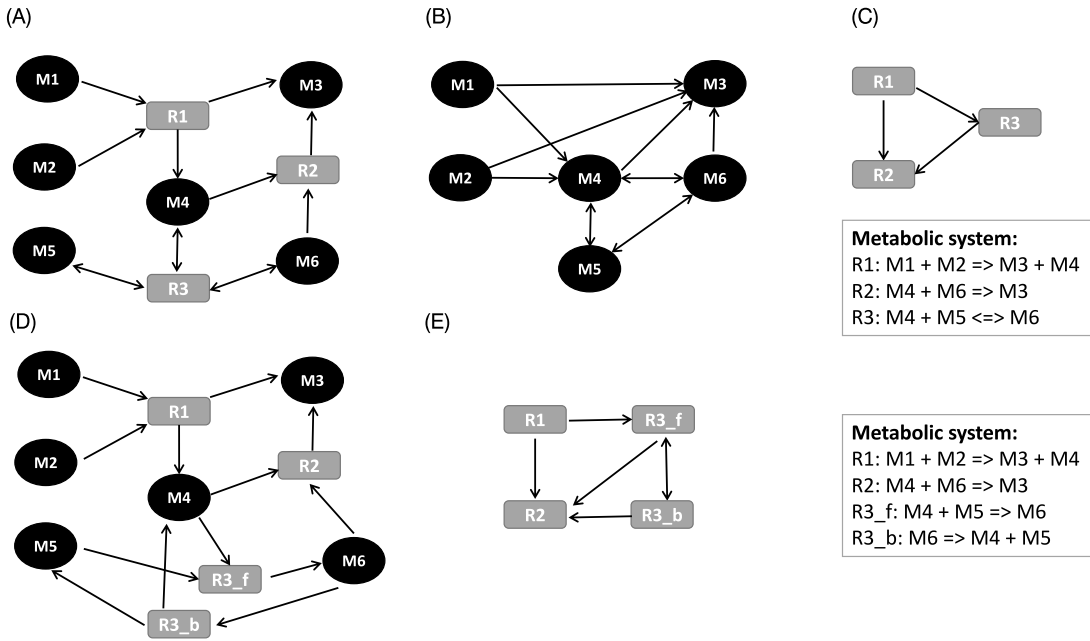 (A)
M1
M3
R1
M2
R2
M4
M5
M6
R3
(B)
M1
M3
M2
M4
M6
M5
(C)
R1
R3
R2
Metabolic system:
R1: M1 + M2 => M3 + M4
R2: M4 + M6 => M3
R3: M4 + M5 <=> M6
(D)
M1
M3
R1
M2
R2
M4
M5
M6
R3_f
R3_b
(E)
R1
R3_f
R2
R3_b
Metabolic system:
R1: M1 + M2 => M3 + M4
R2: M4 + M6 => M3
R3_f: M4 + M5 => M6
R3_b: M6 => M4 + M5